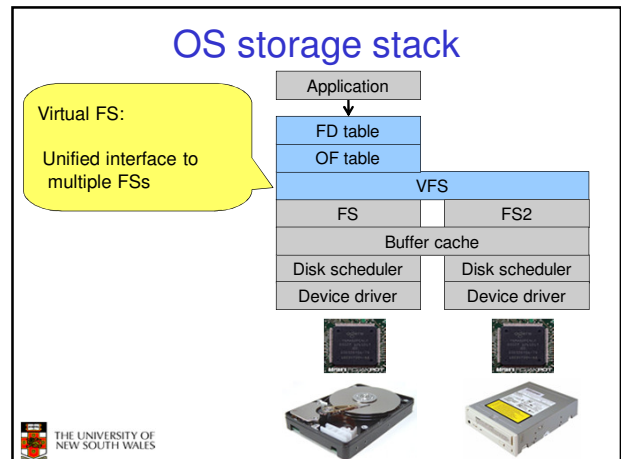 OS storage stack
Application
Virtual FS:
Unified interface to
multiple FSs
FD table
OF table
VFS
FS FS2
Buffer cache
Disk scheduler Disk scheduler
Device driver Device driver
THE UNIVERSITY OF
NEW SOUTH WALES